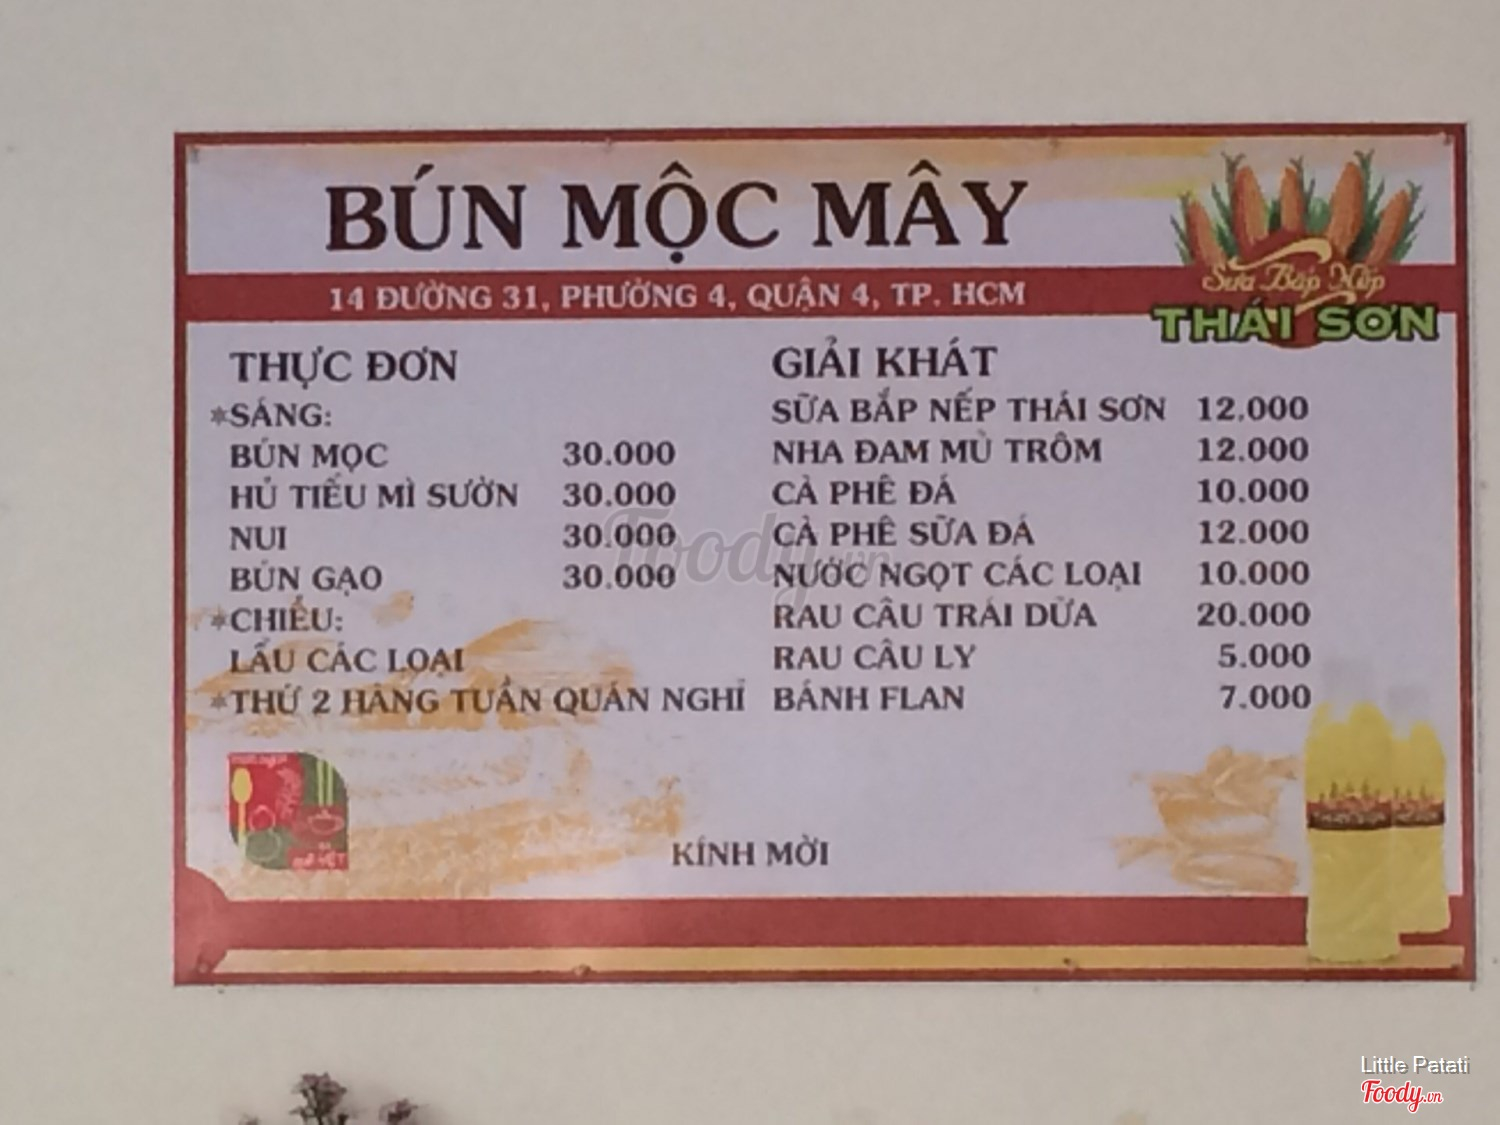 BÚN MỘC MÂY
Sữa Bắp Nếp
THÁI SƠN
14 ĐƯỜNG 31, PHƯỜNG 4, QUẬN 4, TP. HCM
THỰC ĐƠN
*SÁNG:
BÚN MỌC 30.000
HỦ TIẾU MÌ SƯỜN 30.000
NUI 30.000
BÚN GẠO 30.000
*CHIỀU:
LẨU CÁC LOẠI
*THỨ 2 HÀNG TUẦN QUÁN NGHỈ
GIẢI KHÁT
SỮA BẮP NẾP THÁI SƠN 12.000
NHA ĐAM MỦ TRÔM 12.000
CÀ PHÊ ĐÁ 10.000
CÀ PHÊ SỮA ĐÁ 12.000
NƯỚC NGỌT CÁC LOẠI 10.000
RAU CÂU TRÁI DỪA 20.000
RAU CÂU LY 5.000
BÁNH FLAN 7.000
KÍNH MỜI
Foody.vn
Little Patati
Foody.vn